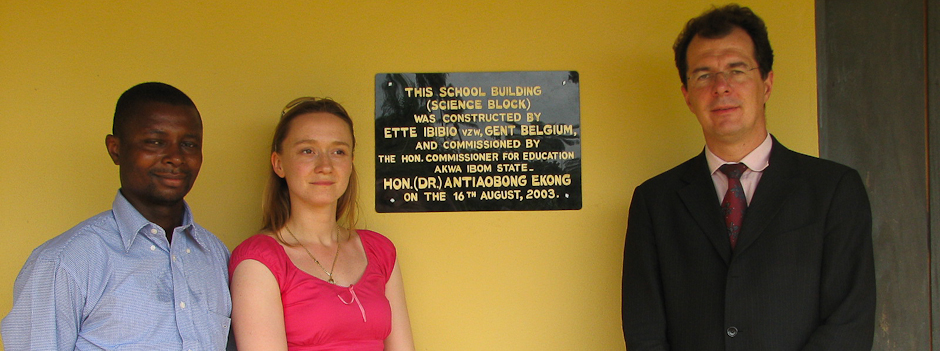 THIS SCHOOL BUILDING
(SCIENCE BLOCK)
WAS CONSTRUCTED BY
ETTE IBIBIO VZW, GENT BELGIUM,
AND COMMISSIONED BY
THE HON. COMMISSIONER FOR EDUCATION
AKWA IBOM STATE-
HON. (DR.) ANTIAOBONG EKONG
ON THE 16TH AUGUST, 2003.